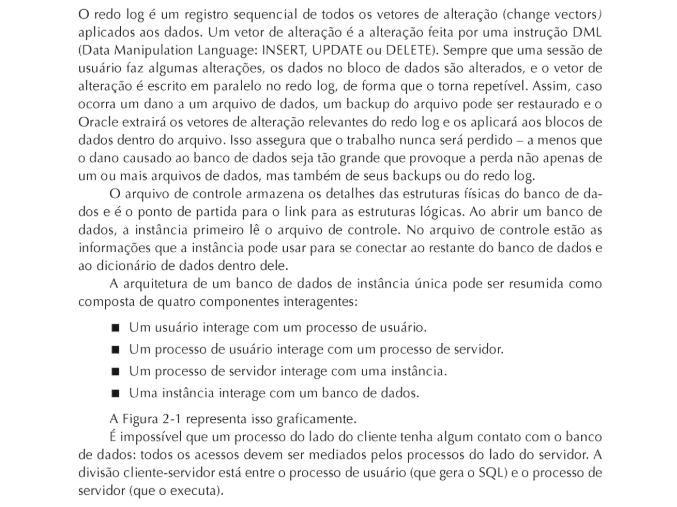 O redo log é um registro sequencial de todos os vetores de alteração (change vectors)
aplicados aos dados. Um vetor de alteração é a alteração feita por uma instrução DML
(Data Manipulation Language: INSERT, UPDATE ou DELETE). Sempre que uma sessão de
usuário faz algumas alterações, os dados no bloco de dados são alterados, e o vetor de
alteração é escrito em paralelo no redo log, de forma que o torna repetível. Assim, caso
ocorra um dano a um arquivo de dados, um backup do arquivo pode ser restaurado e o
Oracle extrairá os vetores de alteração relevantes do redo log e os aplicará aos blocos de
dados dentro do arquivo. Isso assegura que o trabalho nunca será perdido – a menos que
o dano causado ao banco de dados seja tão grande que provoque a perda não apenas de
um ou mais arquivos de dados, mas também de seus backups ou do redo log.
O arquivo de controle armazena os detalhes das estruturas físicas do banco de da-
dos e é o ponto de partida para o link para as estruturas lógicas. Ao abrir um banco de
dados, a instância primeiro lê o arquivo de controle. No arquivo de controle estão as
informações que a instância pode usar para se conectar ao restante do banco de dados e
ao dicionário de dados dentro dele.
A arquitetura de um banco de dados de instância única pode ser resumida como
composta de quatro componentes interagentes:
■ Um usuário interage com um processo de usuário.
■ Um processo de usuário interage com um processo de servidor.
■ Um processo de servidor interage com uma instância.
■ Uma instância interage com um banco de dados.
A Figura 2-1 representa isso graficamente.
É impossível que um processo do lado do cliente tenha algum contato com o banco
de dados: todos os acessos devem ser mediados pelos processos do lado do servidor. A
divisão cliente-servidor está entre o processo de usuário (que gera o SQL) e o processo de
servidor (que o executa).